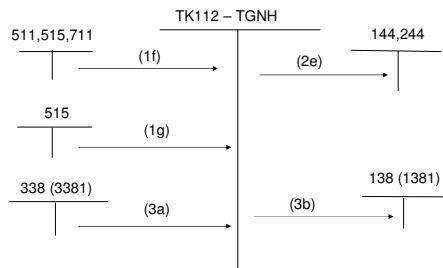 TK112 – TGNH
511,515,711
144,244
(1f)
(2e)
515
(1g)
338 (3381)
138 (1381)
(3a)
(3b)